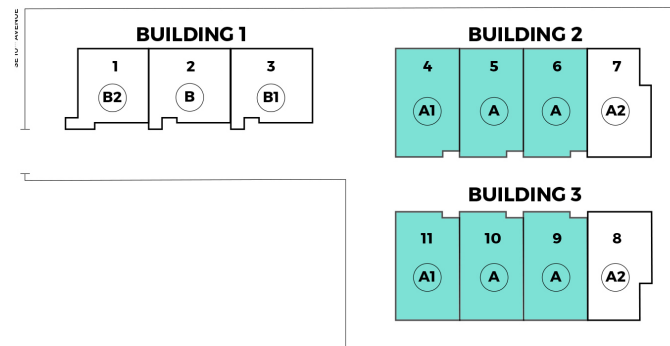 BUILDING 1
1 2 3
B2 B B1
BUILDING 2
4 5 6 7
A1 A A A2
BUILDING 3
11 10 9 8
A1 A A A2
AVENUE